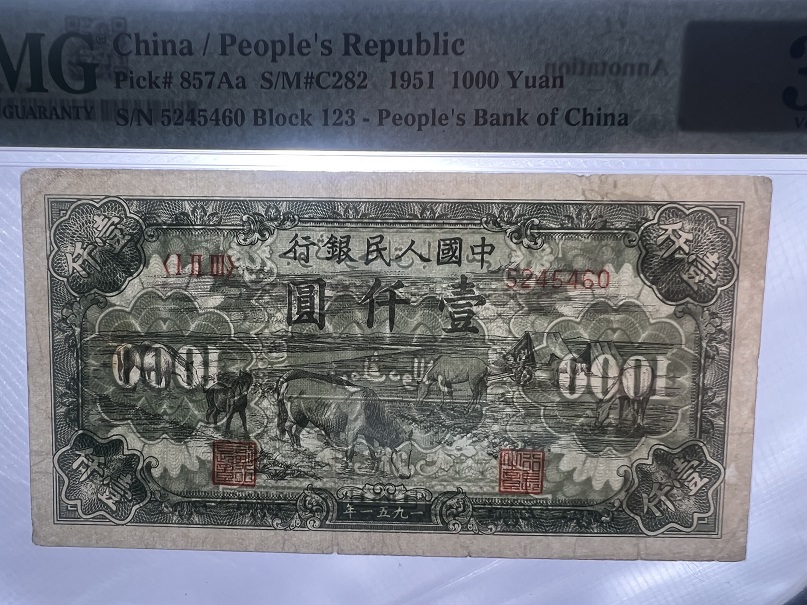 MG
China / People's Republic
Pick# 857Aa S/M#C282 1951 1000 Yuan
GUARANTY
S/N 5245460 Block 123 - People's Bank of China
Annotation
3
壹仟
壹仟
中國人民銀行
〈I II III〉
5245460
壹仟圓
1000
1000
壹仟
壹仟
一九五一年